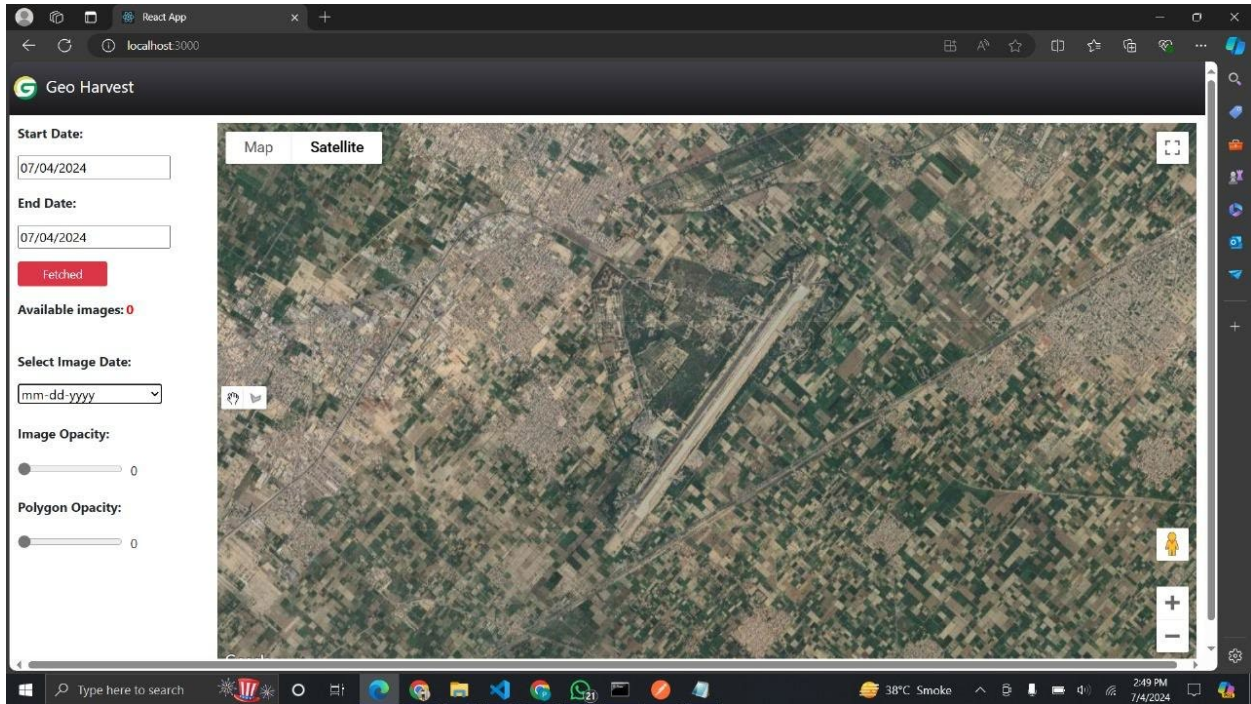 React App
localhost:3000
Geo Harvest
Start Date:
07/04/2024
End Date:
07/04/2024
Fetched
Available images: 0
Select Image Date:
mm-dd-yyyy
Image Opacity:
0
Polygon Opacity:
0
Map
Satellite
Type here to search
21
38°C Smoke
2:49 PM
7/4/2024